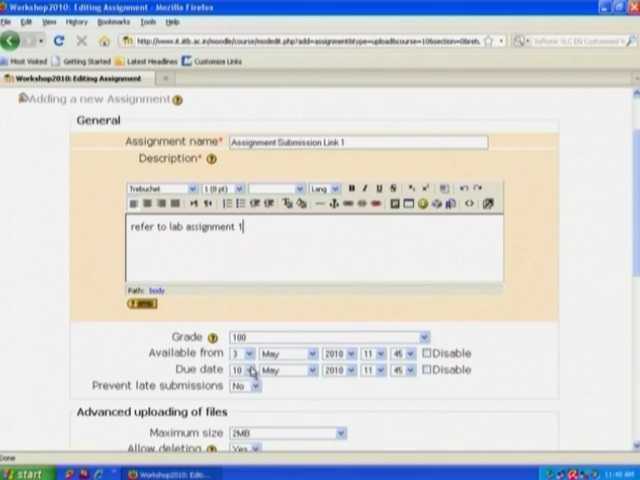 Workshop2010: Editing Assignment - Mozilla Firefox
File Edit View History Bookmarks Tools Help
Most Visited Getting Started Latest Headlines Customize Links
Workshop2010: Editing Assignment
Adding a new Assignment
General
Assignment name* Assignment Submission Link 1
Description*
Trebuchet 1 (8 pt) Lang B I U S
refer to lab assignment 1
Path: body
Grade 100
Available from 3 May 2010 11 45 Disable
Due date 10 May 2010 11 45 Disable
Prevent late submissions No
Advanced uploading of files
Maximum size 2MB
Allow deleting Yes
Done
start Workshop2010: Editi... 11:48 AM